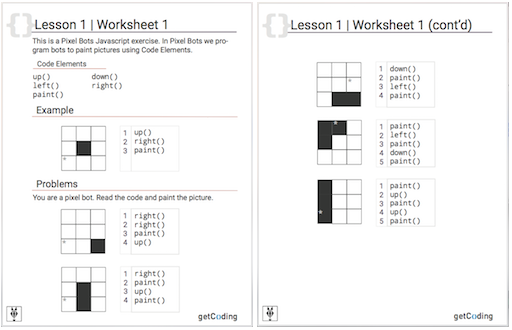 Lesson 1 | Worksheet 1
This is a Pixel Bots Javascript exercise. In Pixel Bots we pro-
gram bots to paint pictures using Code Elements.
Code Elements
up() down()
left() right()
paint()
Example
1 up()
2 right()
3 paint()
Problems
You are a pixel bot. Read the code and paint the picture.
1 right()
2 right()
3 paint()
4 up()
1 right()
2 paint()
3 up()
4 paint()
getCoding
Lesson 1 | Worksheet 1 (cont'd)
1 down()
2 paint()
3 left()
4 paint()
1 paint()
2 left()
3 paint()
4 down()
5 paint()
1 paint()
2 up()
3 paint()
4 up()
5 paint()
getCoding